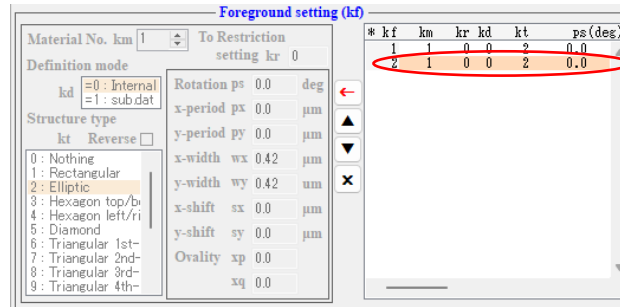 Foreground setting (kf)
Material No. km 1
To Restriction
setting kr 0
Definition mode
kd =0 : Internal
=1 : sub.dat
Structure type
kt Reverse
0 : Nothing
1 : Rectangular
2 : Elliptic
3 : Hexagon top/b
4 : Hexagon left/ri
5 : Diamond
6 : Triangular 1st-
7 : Triangular 2nd-
8 : Triangular 3rd-
9 : Triangular 4th-
Rotation ps 0.0 deg
x-period px 0.0 μm
y-period py 0.0 μm
x-width wx 0.42 μm
y-width wy 0.42 um
x-shift sx 0.0 μm
y-shift sy 0.0 μm
Ovality xp 0.0
xq 0.0
* kf km kr kd kt ps(deg)
1 1 0 0 2 0.0
2 1 0 0 2 0.0